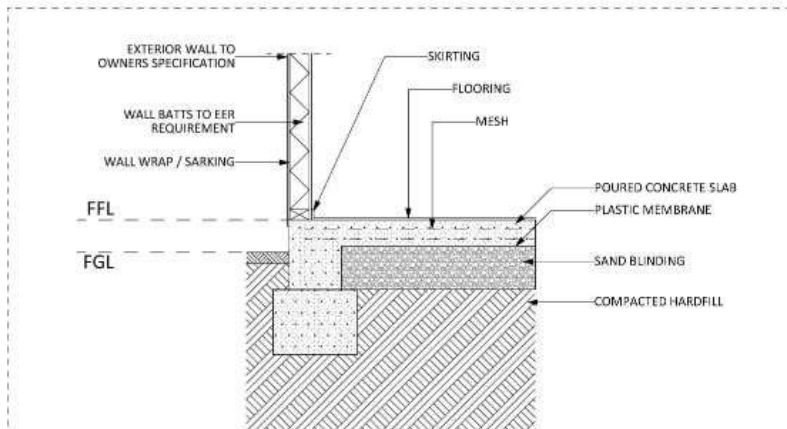 EXTERIOR WALL TO
OWNERS SPECIFICATION
SKIRTING
FLOORING
WALL BATTS TO EER
REQUIREMENT
MESH
WALL WRAP / SARKING
POURED CONCRETE SLAB
FFL
PLASTIC MEMBRANE
FGL
SAND BLINDING
COMPACTED HARDFILL